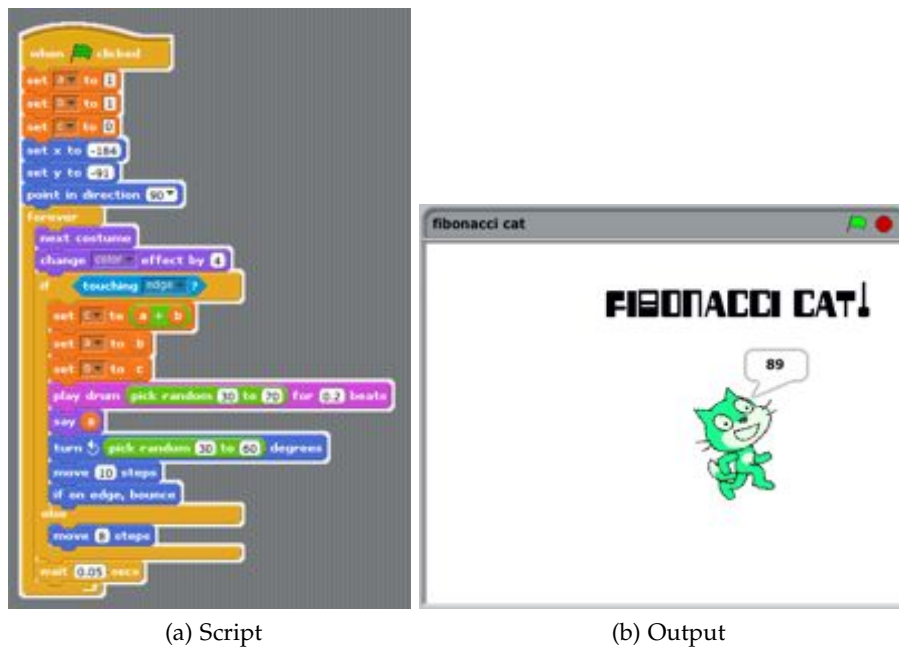 when clicked
set a to 1
set b to 1
set c to 0
set x to -184
set y to -91
point in direction 90
forever
next costume
change color effect by 4
if touching edge ?
set c to a + b
set a to b
set b to c
play drum pick random 30 to 70 for 0.2 beats
say
turn pick random 30 to 60 degrees
move 10 steps
if on edge, bounce
else
move 8 steps
wait 0.05 secs
(a) Script
fibonacci cat
FIBONACCI CAT!
89
(b) Output